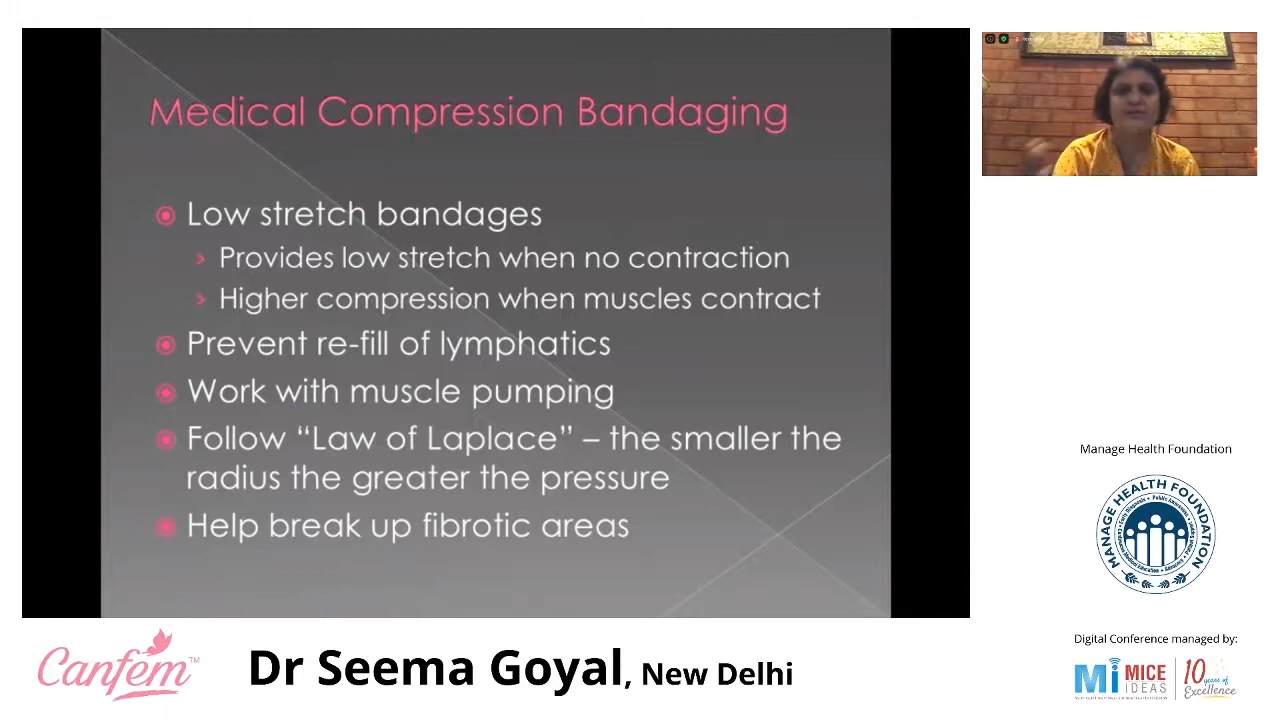 Medical Compression Bandaging
Low stretch bandages
Provides low stretch when no contraction
Higher compression when muscles contract
Prevent re-fill of lymphatics
Work with muscle pumping
Follow “Law of Laplace” – the smaller the
radius the greater the pressure
Help break up fibrotic areas
Manage Health Foundation
MANAGE HEALTH FOUNDATION
Digital Conference managed by:
Mi MICE
IDEAS
10
years of
Excellence
Canfem™
Dr Seema Goyal, New Delhi